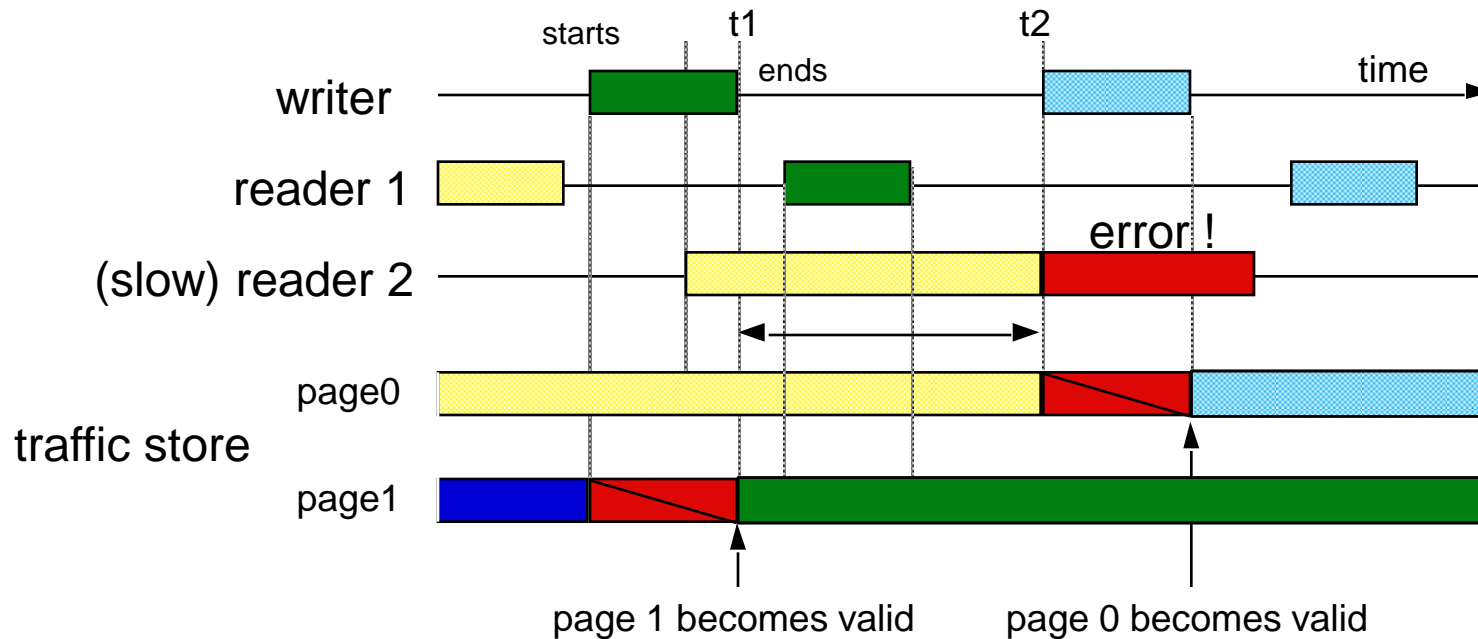 starts
t1
t2
writer
ends
time
reader 1
error !
(slow) reader 2
page0
traffic store
page1
page 1 becomes valid
page 0 becomes valid